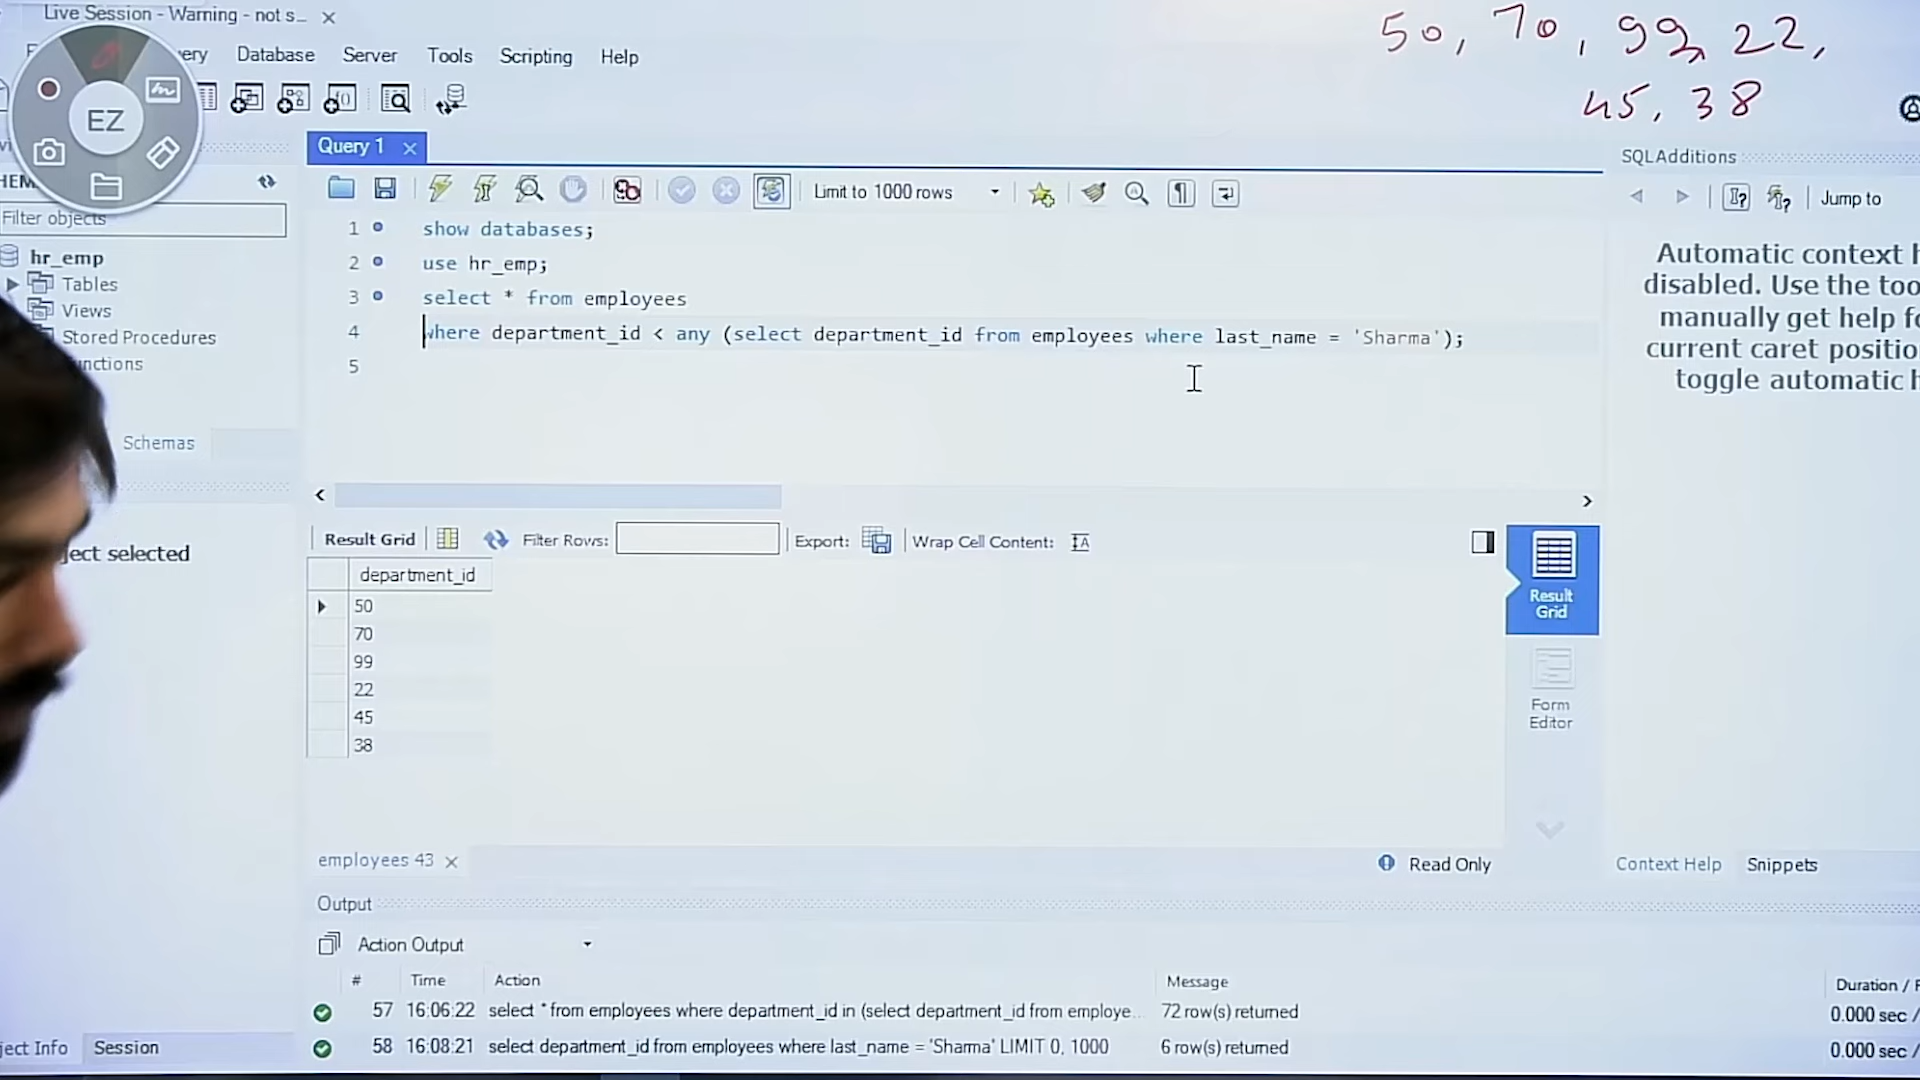 Live Session - Warning - not s...
50, 70, 99, 22,
45, 38
Database Server Tools Scripting Help
EZ
Query 1
SQLAdditions
Limit to 1000 rows
Jump to
Filter objects
hr_emp
Tables
Views
Stored Procedures
Schemas
1 show databases;
2 use hr_emp;
3 select * from employees
4 where department_id < any (select department_id from employees where last_name = 'Sharma');
5
Automatic context
disabled. Use the
manually get help
current caret
toggle automatic
Result Grid Filter Rows: Export: Wrap Cell Content:
selected
department_id
50
70
99
22
45
38
Result
Grid
Form
Editor
employees 43
Read Only
Context Help Snippets
Output
Action Output
# Time Action Message Duration /
57 16:06:22 select * from employees where department_id in (select department_id from employe... 72 row(s) returned 0.000 sec /
58 16:08:21 select department_id from employees where last_name = 'Sharma' LIMIT 0, 1000 6 row(s) returned 0.000 sec /
Info Session